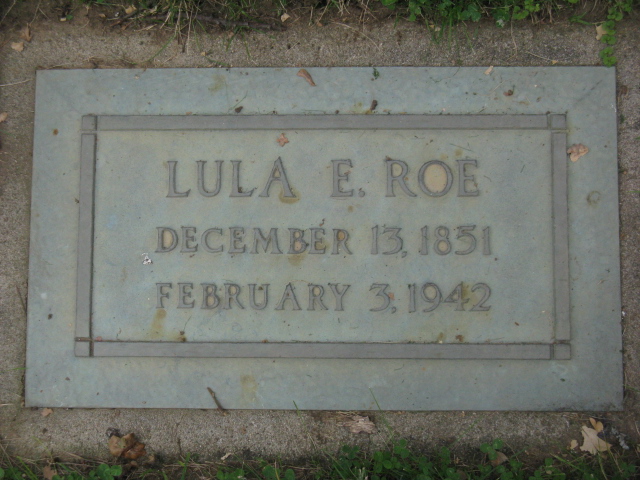 LULA E. ROE
DECEMBER 13, 1851
FEBRUARY 3, 1942